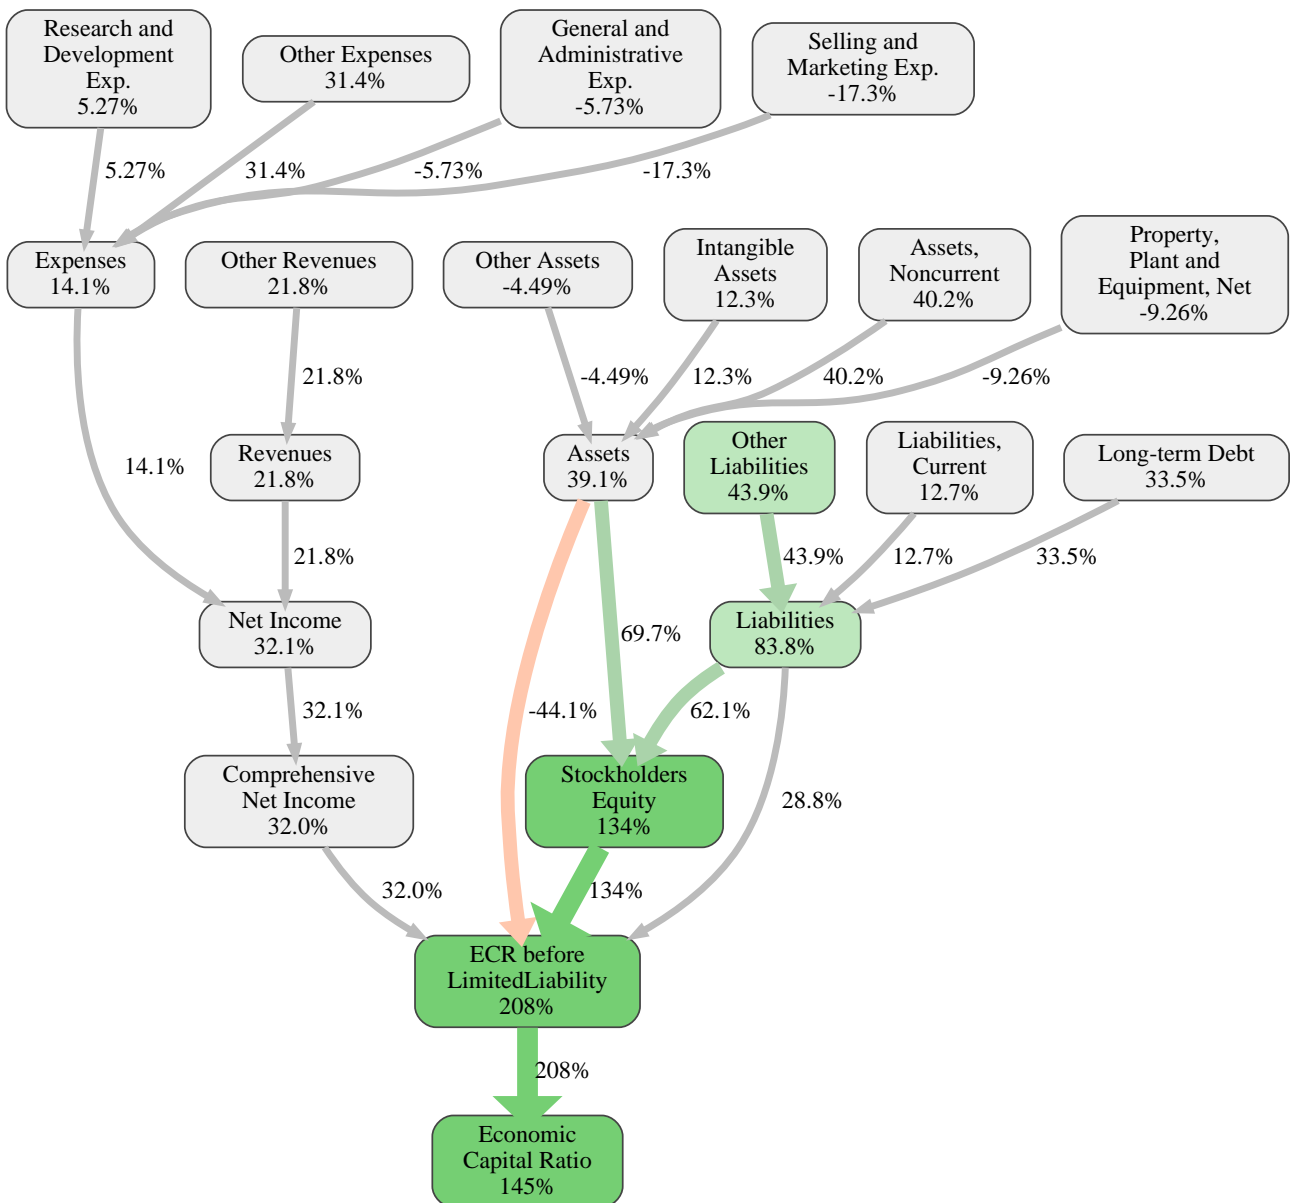 Research and
Development
Exp.
5.27%
Other Expenses
31.4%
General and
Administrative
Exp.
-5.73%
Selling and
Marketing Exp.
-17.3%
5.27%
31.4%
-5.73%
-17.3%
Expenses
14.1%
Other Revenues
21.8%
Other Assets
-4.49%
Intangible
Assets
12.3%
Assets,
Noncurrent
40.2%
Property,
Plant and
Equipment, Net
-9.26%
21.8%
-4.49%
12.3%
40.2%
-9.26%
14.1%
Revenues
21.8%
Assets
39.1%
Other
Liabilities
43.9%
Liabilities,
Current
12.7%
Long-term Debt
33.5%
21.8%
43.9%
12.7%
33.5%
Net Income
32.1%
69.7%
Liabilities
83.8%
32.1%
-44.1%
62.1%
Comprehensive
Net Income
32.0%
Stockholders
Equity
134%
28.8%
32.0%
134%
ECR before
LimitedLiability
208%
208%
Economic
Capital Ratio
145%